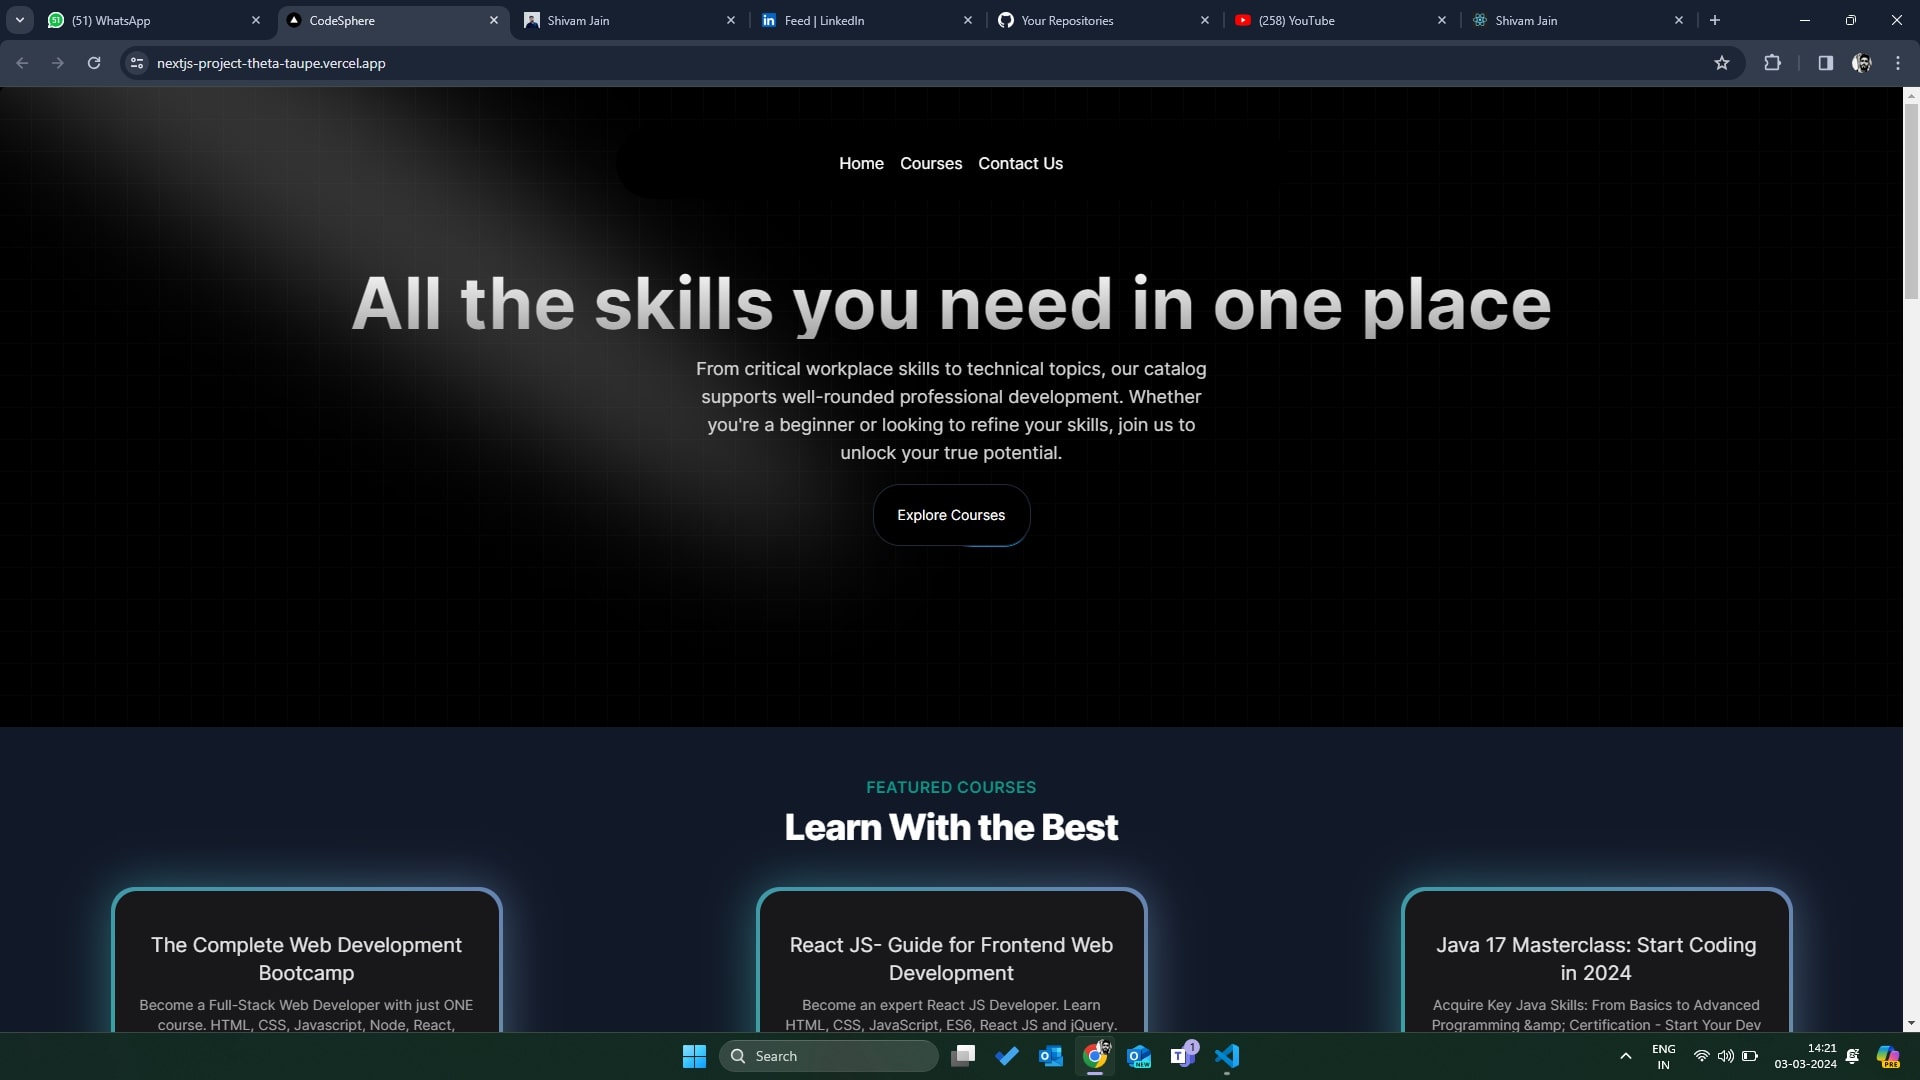 (51) WhatsApp
CodeSphere
Shivam Jain
Feed | LinkedIn
Your Repositories
(258) YouTube
Shivam Jain
nextjs-project-theta-taupe.vercel.app
Home Courses Contact Us
All the skills you need in one place
From critical workplace skills to technical topics, our catalog
supports well-rounded professional development. Whether
you're a beginner or looking to refine your skills, join us to
unlock your true potential.
Explore Courses
FEATURED COURSES
Learn With the Best
The Complete Web Development
Bootcamp
Become a Full-Stack Web Developer with just ONE
course. HTML, CSS, Javascript, Node, React,
React JS- Guide for Frontend Web
Development
Become an expert React JS Developer. Learn
HTML, CSS, JavaScript, ES6, React JS and jQuery.
Java 17 Masterclass: Start Coding
in 2024
Acquire Key Java Skills: From Basics to Advanced
Programming &amp; Certification - Start Your Dev
Search
1
ENG
IN
14:21
03-03-2024